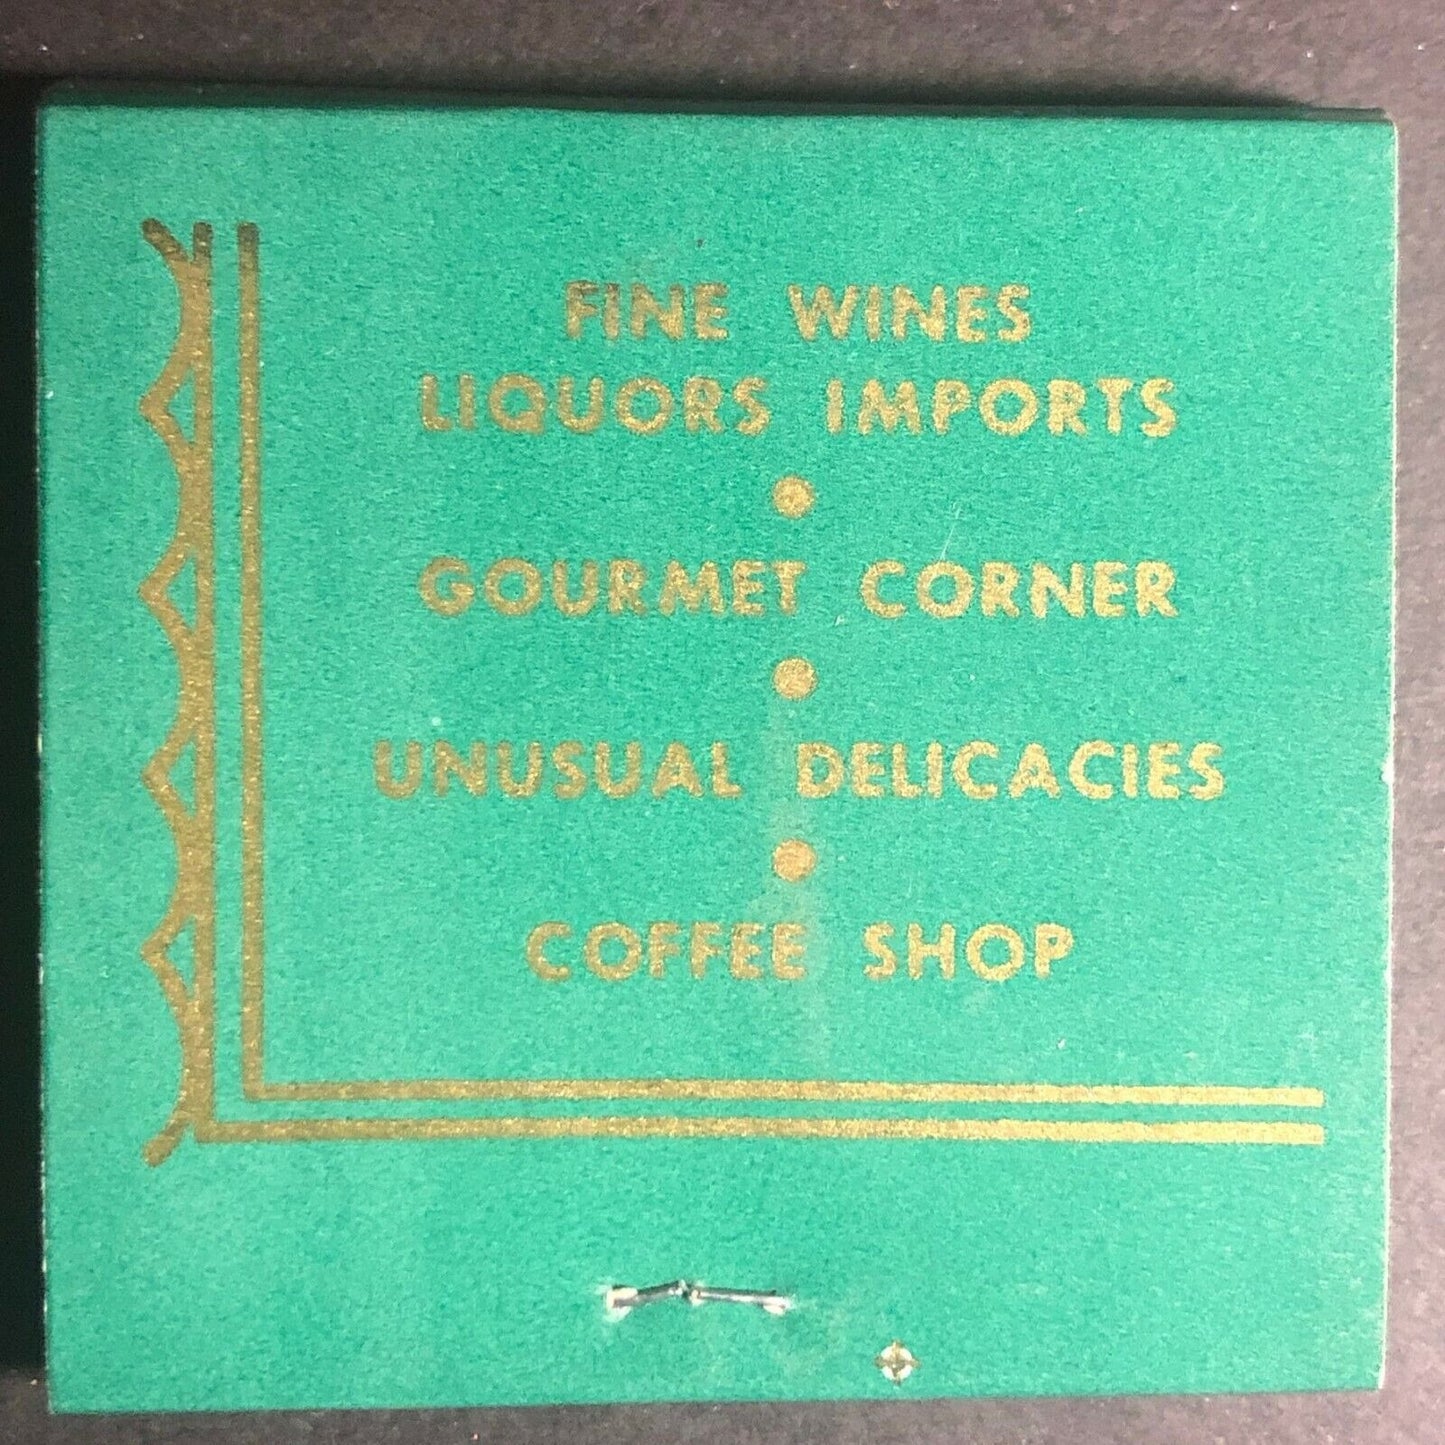 FINE WINES
LIQUORS IMPORTS
GOURMET CORNER
UNUSUAL DELICACIES
COFFEE SHOP